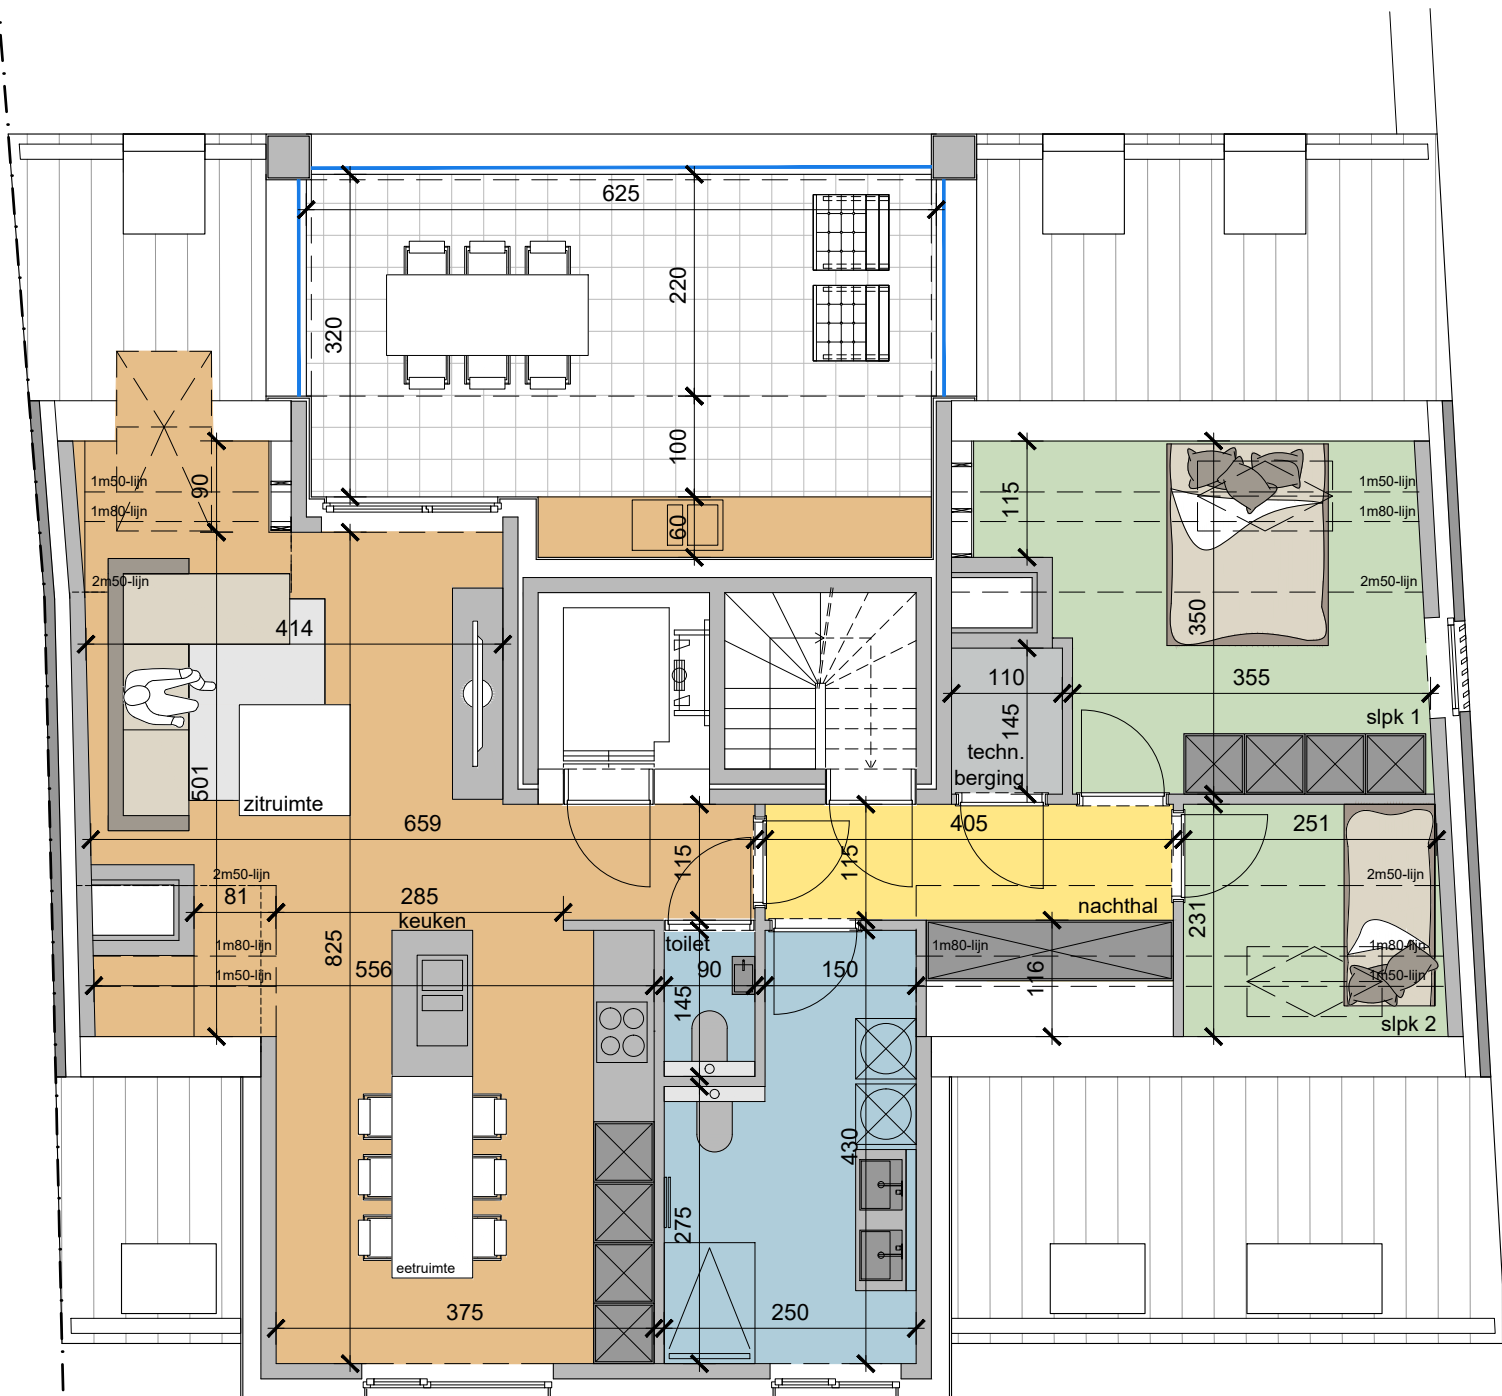 625
220
320
100
60
1m50-lijn
90
1m80-lijn
2m50-lijn
414
501
zitruimte
115
1m50-lijn
1m80-lijn
2m50-lijn
350
110
355
145
slpk 1
techn.
berging
659
405
251
115
115
2m50-lijn
81
285
keuken
2m50-lijn
nachthal
231
825
1m80-lijn
toilet
1m80-lijn
1m80-lijn
1m50-lijn
556
90
150
116
1m50-lijn
145
slpk 2
430
275
eetruimte
375
250